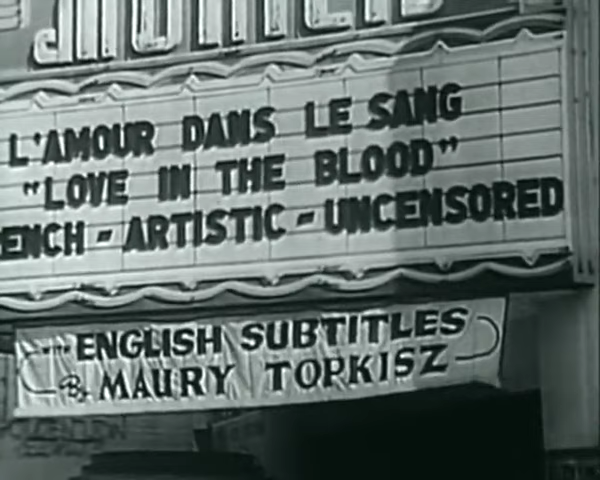 L'AMOUR DANS LE SANG
"LOVE IN THE BLOOD"
ENCH - ARTISTIC - UNCENSORED
ENGLISH SUBTITLES
By MAURY TOPKISZ